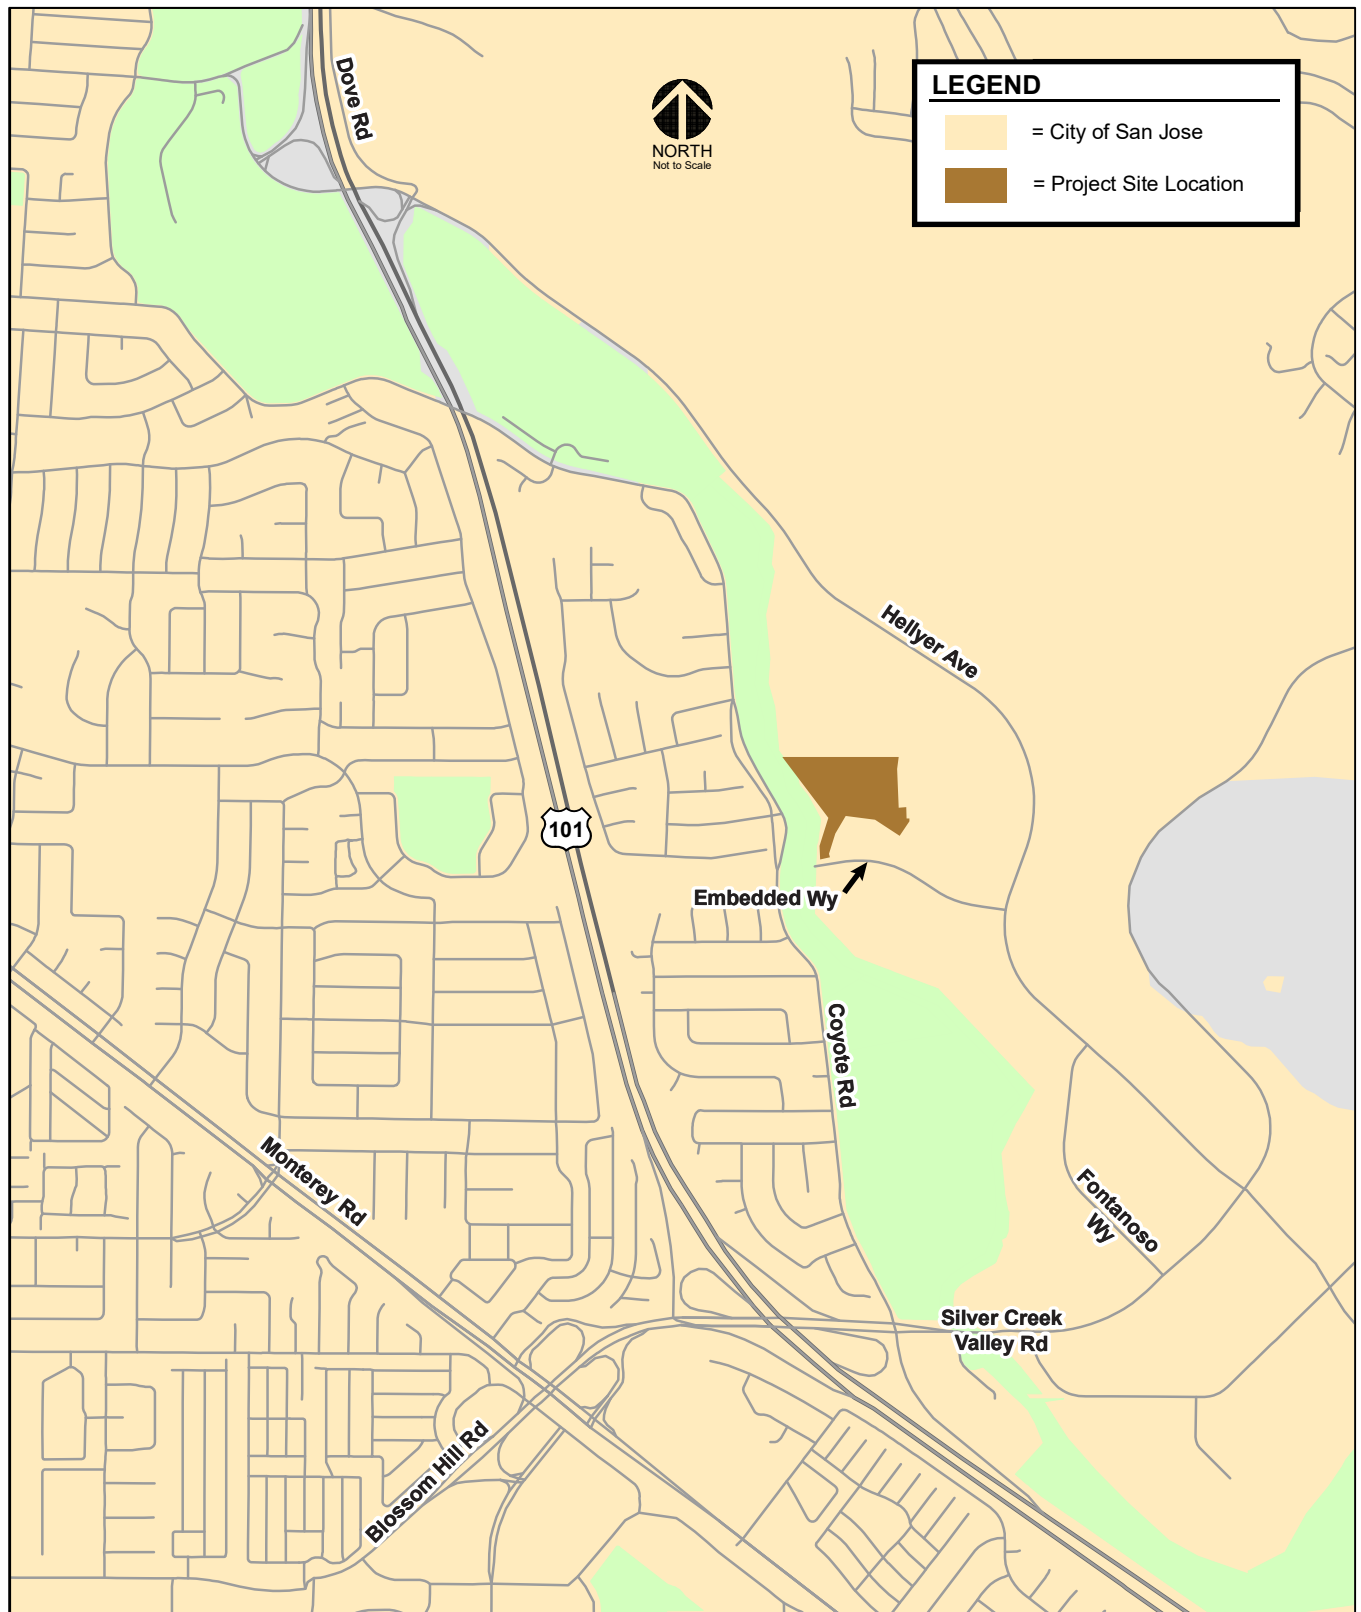 Dove Rd
NORTH
Not to Scale
LEGEND
= City of San Jose
= Project Site Location
Hellyer Ave
101
Embedded Wy
Coyote Rd
Monterey Rd
Fontanoso
Wy
Silver Creek
Valley Rd
Blossom Hill Rd